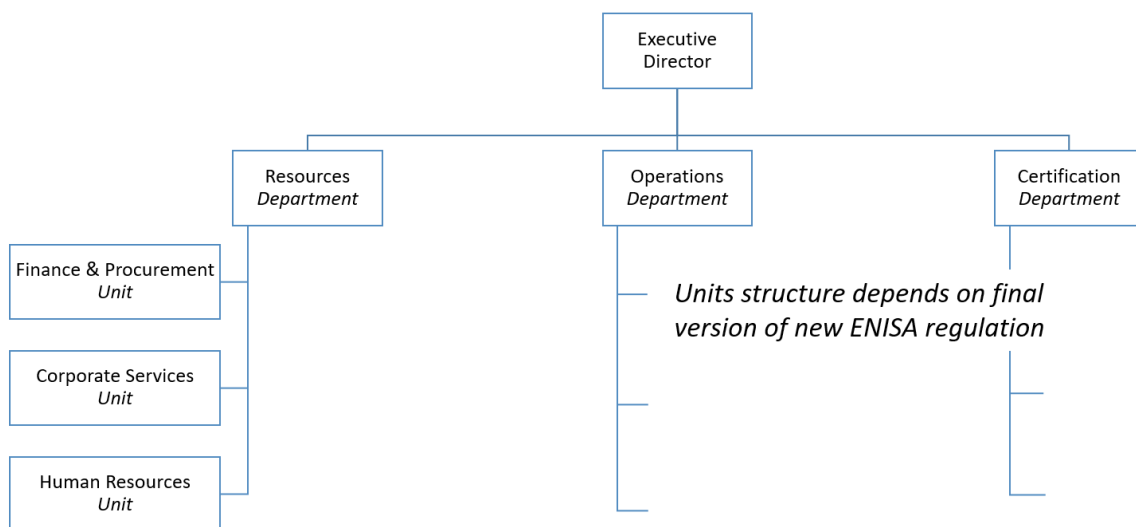 Executive
Director
Resources
Department
Operations
Department
Certification
Department
Finance & Procurement
Unit
Units structure depends on final
version of new ENISA regulation
Corporate Services
Unit
Human Resources
Unit